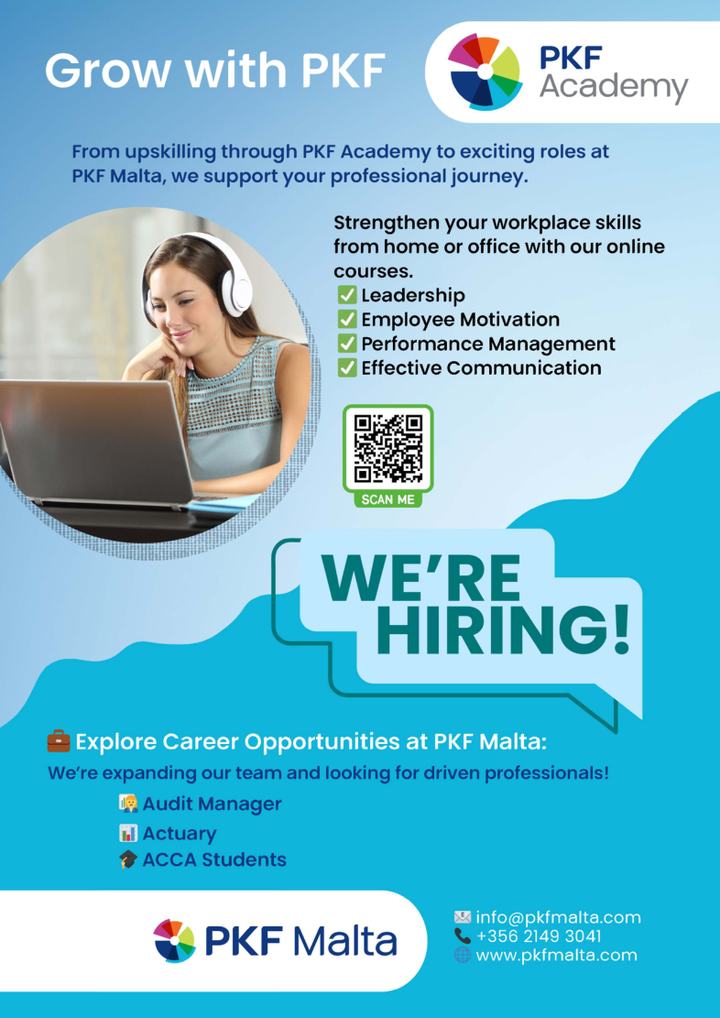 Grow with PKF
PKF
Academy
From upskilling through PKF Academy to exciting roles at
PKF Malta, we support your professional journey.
Strengthen your workplace skills
from home or office with our online
courses.
Leadership
Employee Motivation
Performance Management
Effective Communication
SCAN ME
WE’RE
HIRING!
Explore Career Opportunities at PKF Malta:
We’re expanding our team and looking for driven professionals!
Audit Manager
Actuary
ACCA Students
PKF Malta
info@pkfmalta.com
+356 2149 3041
www.pkfmalta.com